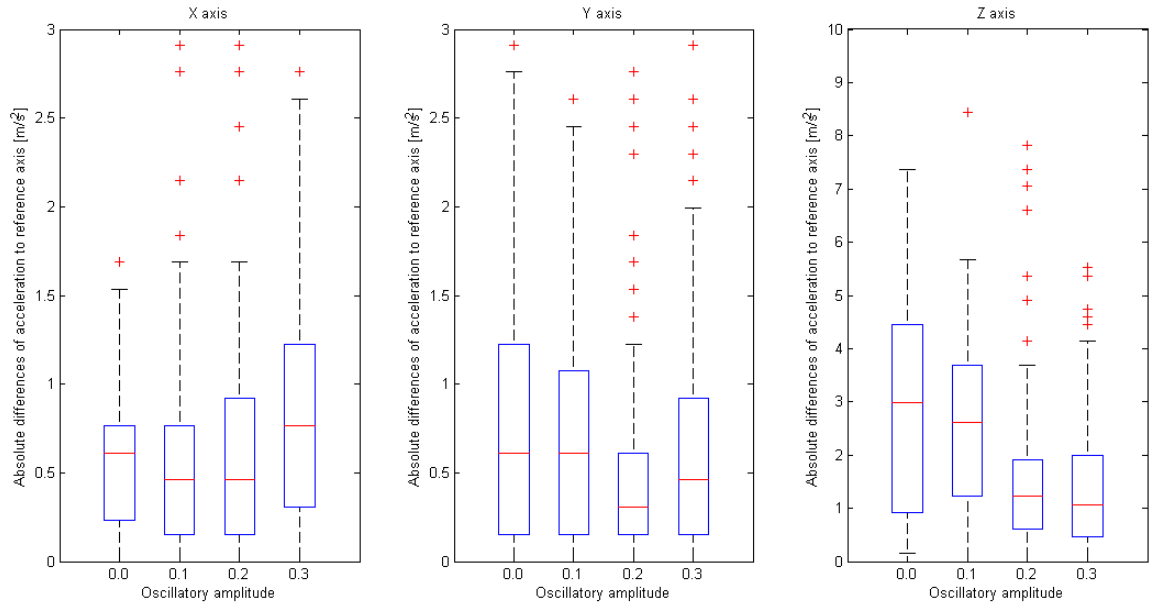 X axis
Absolute differences of acceleration to reference axis [m/s²]
3
2.5
2
1.5
1
0.5
0
0.0 0.1 0.2 0.3
Oscillatory amplitude
Y axis
Absolute differences of acceleration to reference axis [m/s²]
3
2.5
2
1.5
1
0.5
0
0.0 0.1 0.2 0.3
Oscillatory amplitude
Z axis
Absolute differences of acceleration to reference axis [m/s²]
10
9
8
7
6
5
4
3
2
1
0
0.0 0.1 0.2 0.3
Oscillatory amplitude